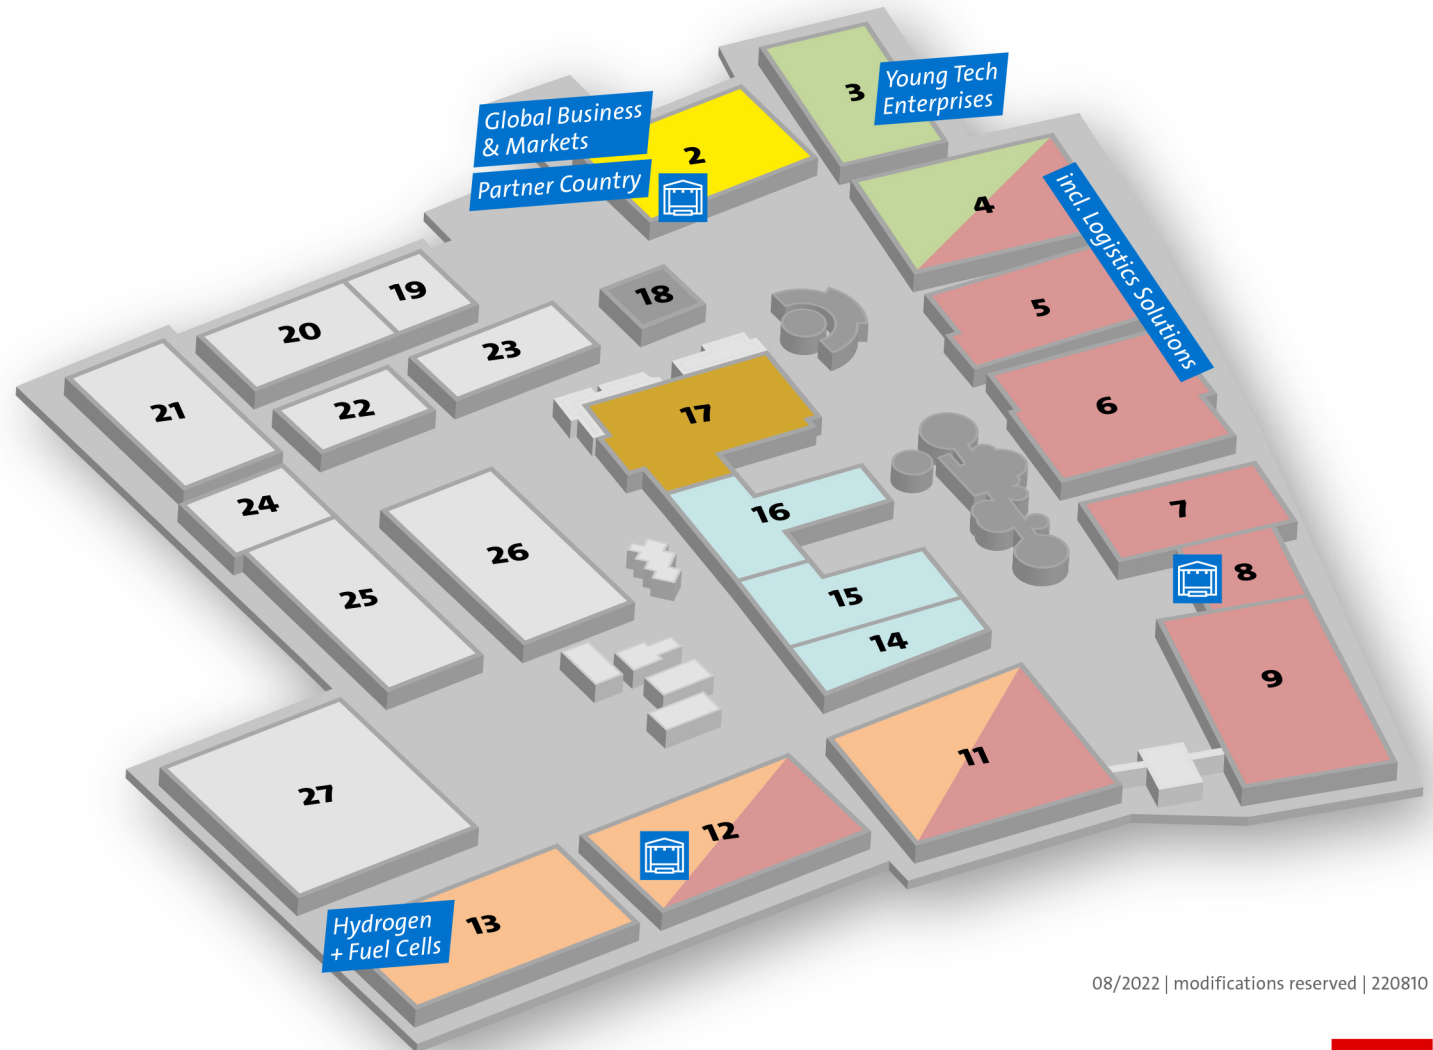 3
Young Tech
Enterprises
Global Business
& Markets
2
Partner Country
4
incl. Logistics Solutions
19
18
5
20
23
21
22
17
6
24
16
7
26
8
25
15
14
9
11
27
12
Hydrogen
+ Fuel Cells
13
08/2022 | modifications reserved | 220810